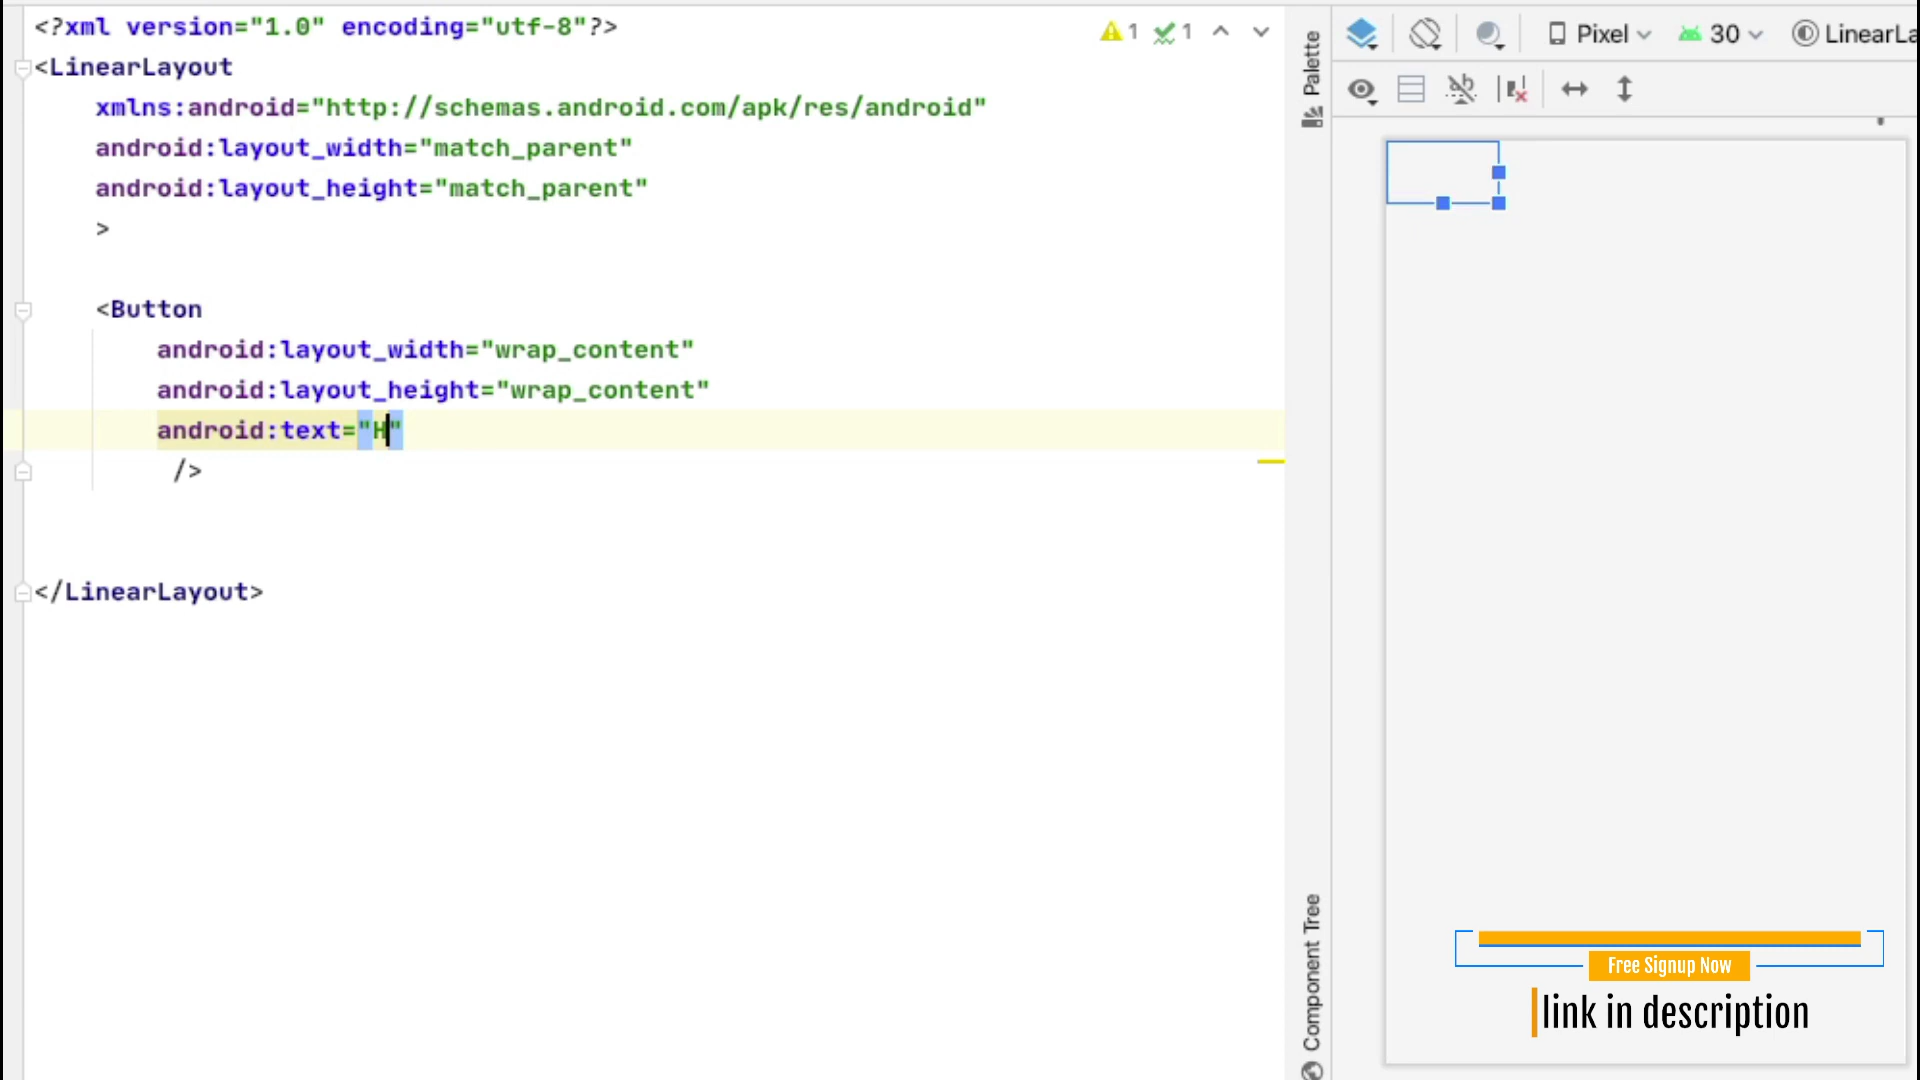 <?xml version="1.0" encoding="utf-8"?>
<LinearLayout
xmlns:android="http://schemas.android.com/apk/res/android"
android:layout_width="match_parent"
android:layout_height="match_parent"
>
<Button
android:layout_width="wrap_content"
android:layout_height="wrap_content"
android:text="H"
/>
</LinearLayout>
1 1
Palette
Component Tree
Pixel 30 LinearLa
Free Signup Now
link in description